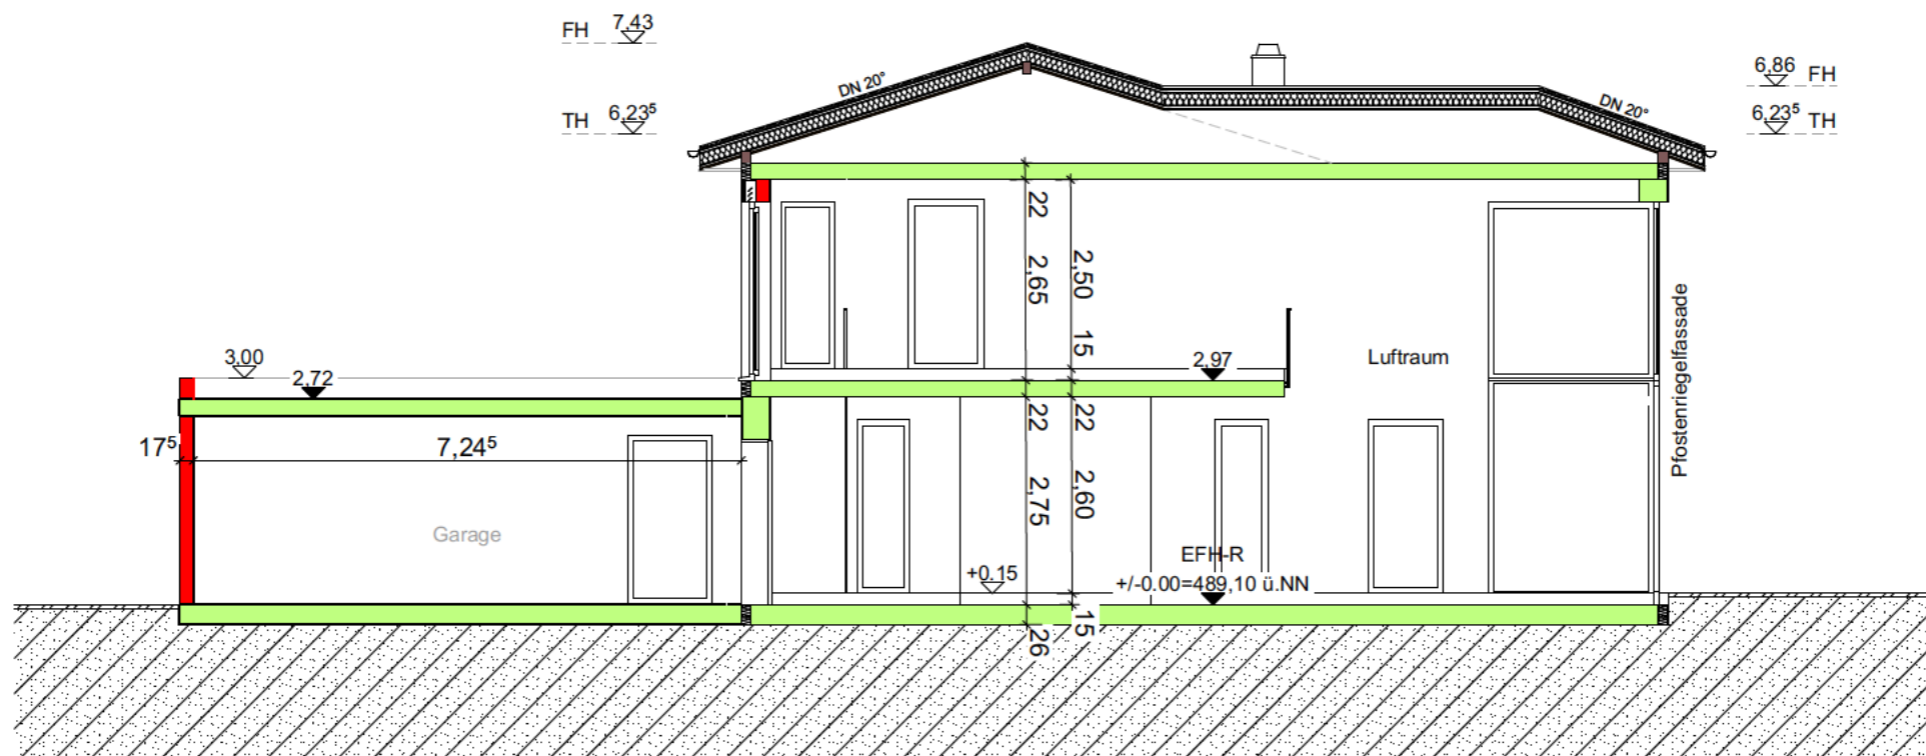 FH 7,43
6,86 FH
DN 20°
DN 20°
TH 6,23⁵
6,23⁵ TH
22
2,65
2,50
15
Luftraum
Pfostenriegelfassade
3,00
2,72
2,97
22
22
17⁵
7,24⁵
2,75
2,60
Garage
EFH-R
+0.15
+/-0.00=489,10 ü.NN
15
26